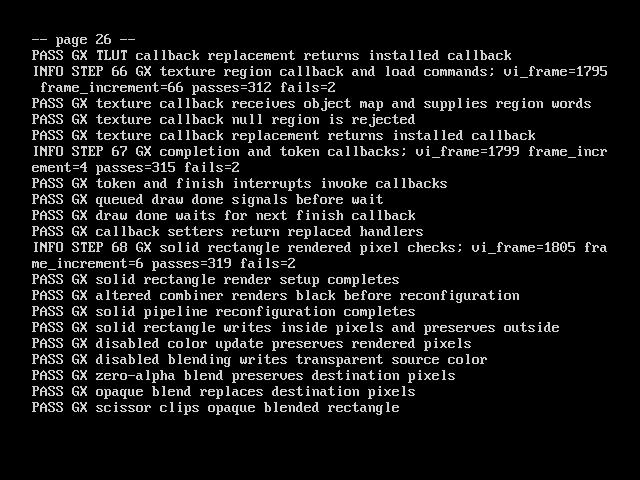 -- page 26 --
PASS GX TLUT callback replacement returns installed callback
INFO STEP 66 GX texture region callback and load commands; vi_frame=1795
 frame_increment=66 passes=312 fails=2
PASS GX texture callback receives object map and supplies region words
PASS GX texture callback null region is rejected
PASS GX texture callback replacement returns installed callback
INFO STEP 67 GX completion and token callbacks; vi_frame=1799 frame_incr
ement=4 passes=315 fails=2
PASS GX token and finish interrupts invoke callbacks
PASS GX queued draw done signals before wait
PASS GX draw done waits for next finish callback
PASS GX callback setters return replaced handlers
INFO STEP 68 GX solid rectangle rendered pixel checks; vi_frame=1805 fra
me_increment=6 passes=319 fails=2
PASS GX solid rectangle render setup completes
PASS GX altered combiner renders black before reconfiguration
PASS GX solid pipeline reconfiguration completes
PASS GX solid rectangle writes inside pixels and preserves outside
PASS GX disabled color update preserves rendered pixels
PASS GX disabled blending writes transparent source color
PASS GX zero-alpha blend preserves destination pixels
PASS GX opaque blend replaces destination pixels
PASS GX scissor clips opaque blended rectangle